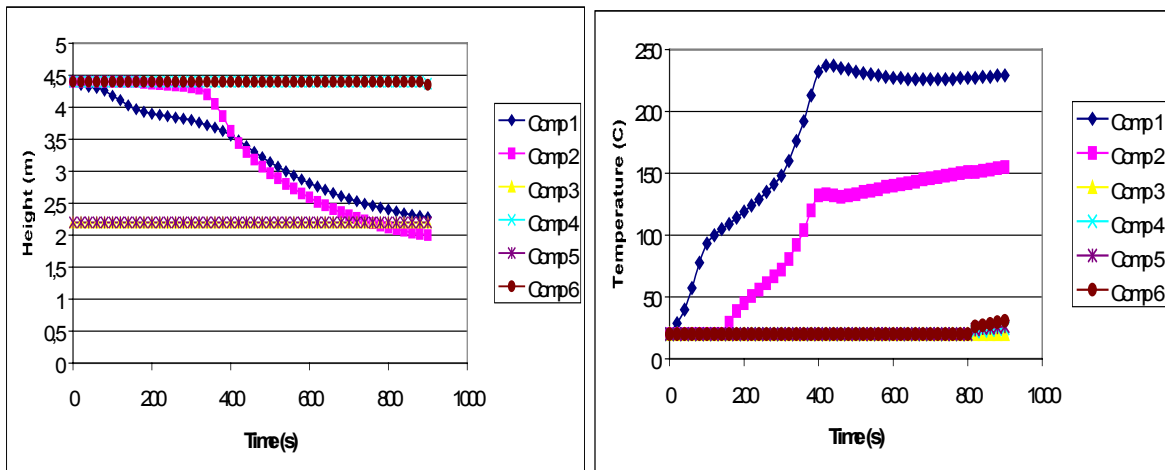 5
4,5
4
3,5
3
2,5
2
1,5
1
0,5
0
Height (m)
0 200 400 600 800 1000
Time(s)
Comp1
Comp2
Comp3
Comp4
Comp5
Comp6
250
200
150
100
50
0
Temperature (C)
0 200 400 600 800 1000
Time(s)
Comp1
Comp2
Comp3
Comp4
Comp5
Comp6